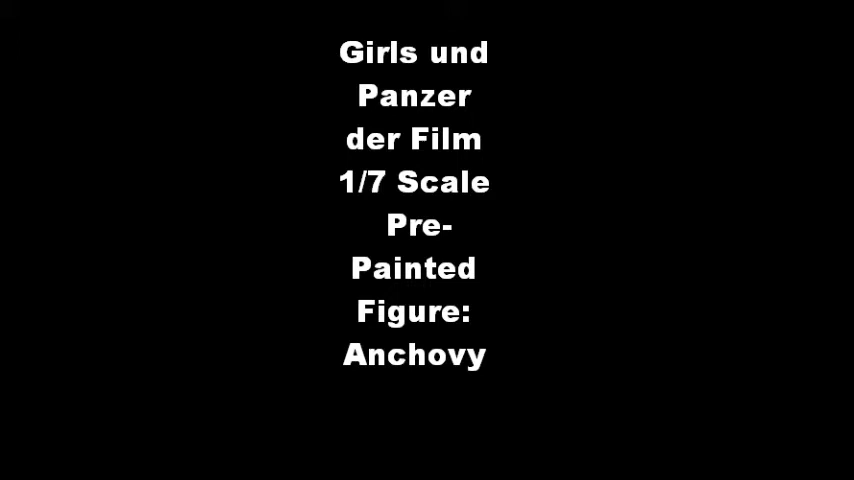 Girls und
Panzer
der Film
1/7 Scale
Pre-
Painted
Figure:
Anchovy